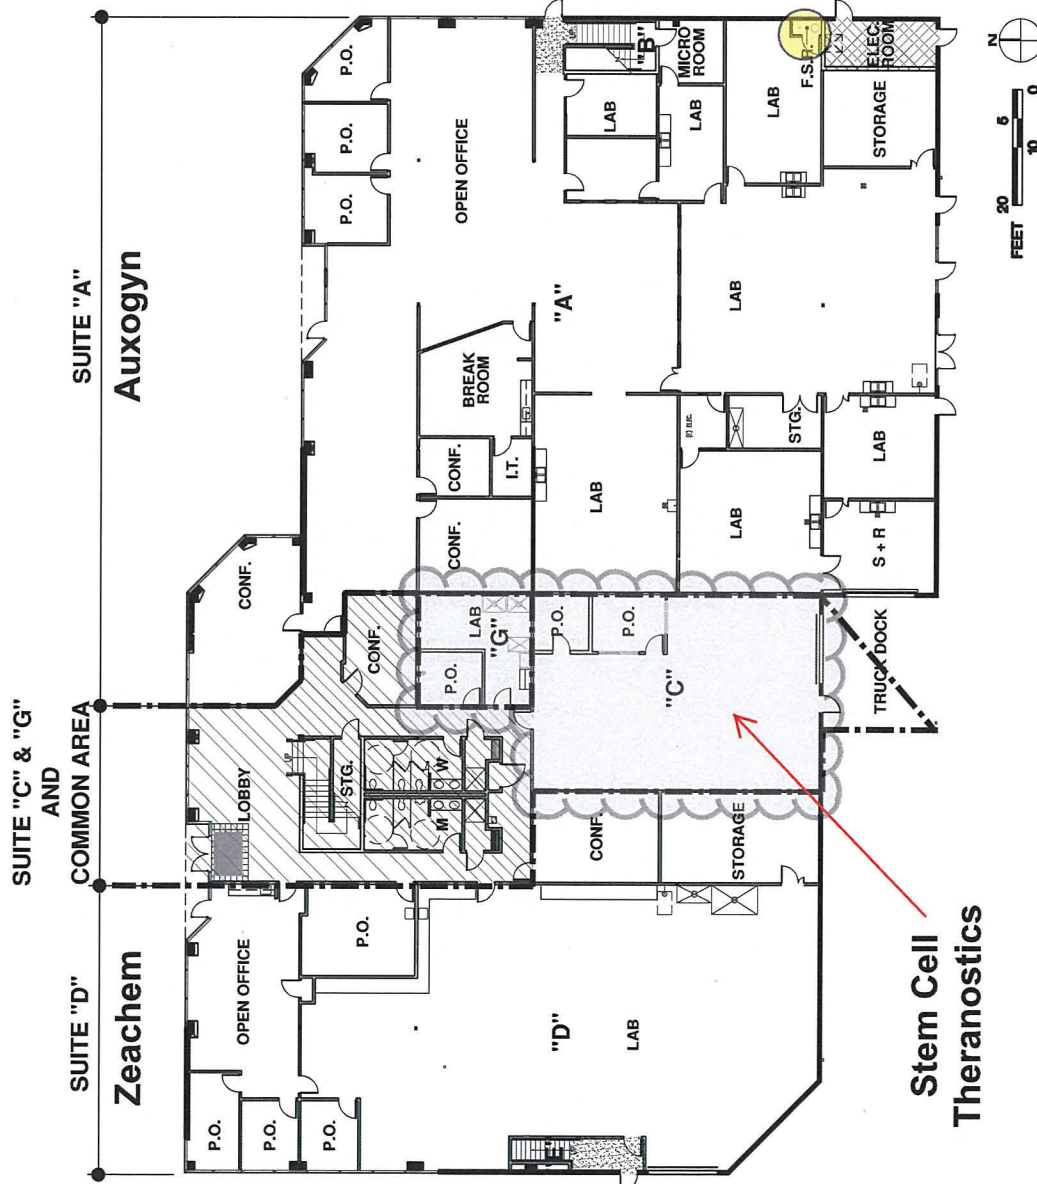 SUITE "D"
SUITE "C" & "G"
AND
COMMON AREA
SUITE "A"
Zeachem
Auxogyn
P.O.
P.O.
P.O.
OPEN OFFICE
P.O.
"D"
LAB
"E"
LOBBY
UP
STG.
M
W
CONF.
CONF.
P.O.
LAB
"G"
CONF.
STORAGE
P.O.
P.O.
"C"
TRUCK DOCK
CONF.
CONF.
I.T.
BREAK
ROOM
P.O.
P.O.
P.O.
OPEN OFFICE
"A"
LAB
LAB
(E) ELEC.
STG.
S + R
LAB
LAB
LAB
LAB
"B"
MICRO
ROOM
LAB
F.S.R.
ELEC.
ROOM
STORAGE
Stem Cell
Theranostics
FEET
20
10
5
0
N